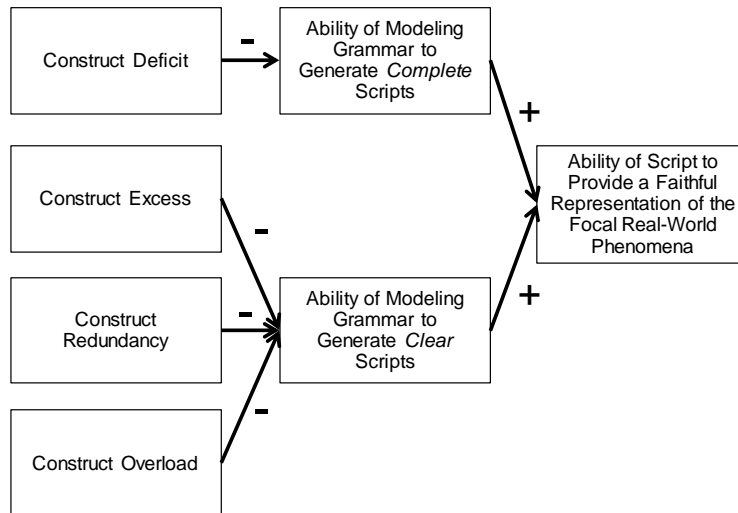 Construct Deficit
-
Ability of Modeling
Grammar to
Generate Complete
Scripts
+
Construct Excess
-
Ability of Script to
Provide a Faithful
Representation of the
Focal Real-World
Phenomena
Construct
Redundancy
-
Ability of Modeling
Grammar to
Generate Clear
Scripts
+
Construct Overload
-